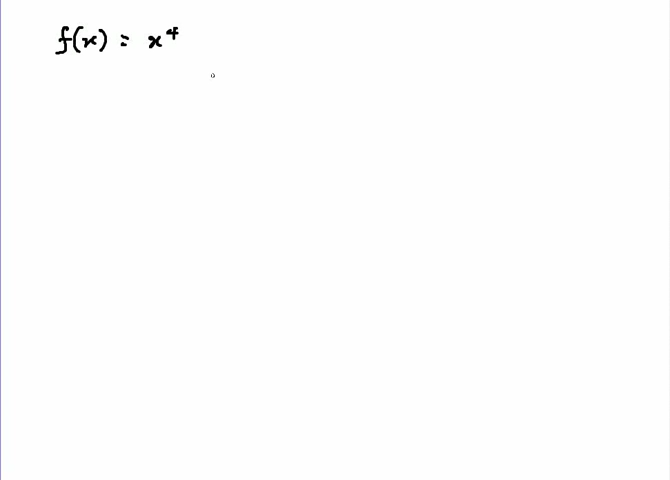 f(x) = x⁴